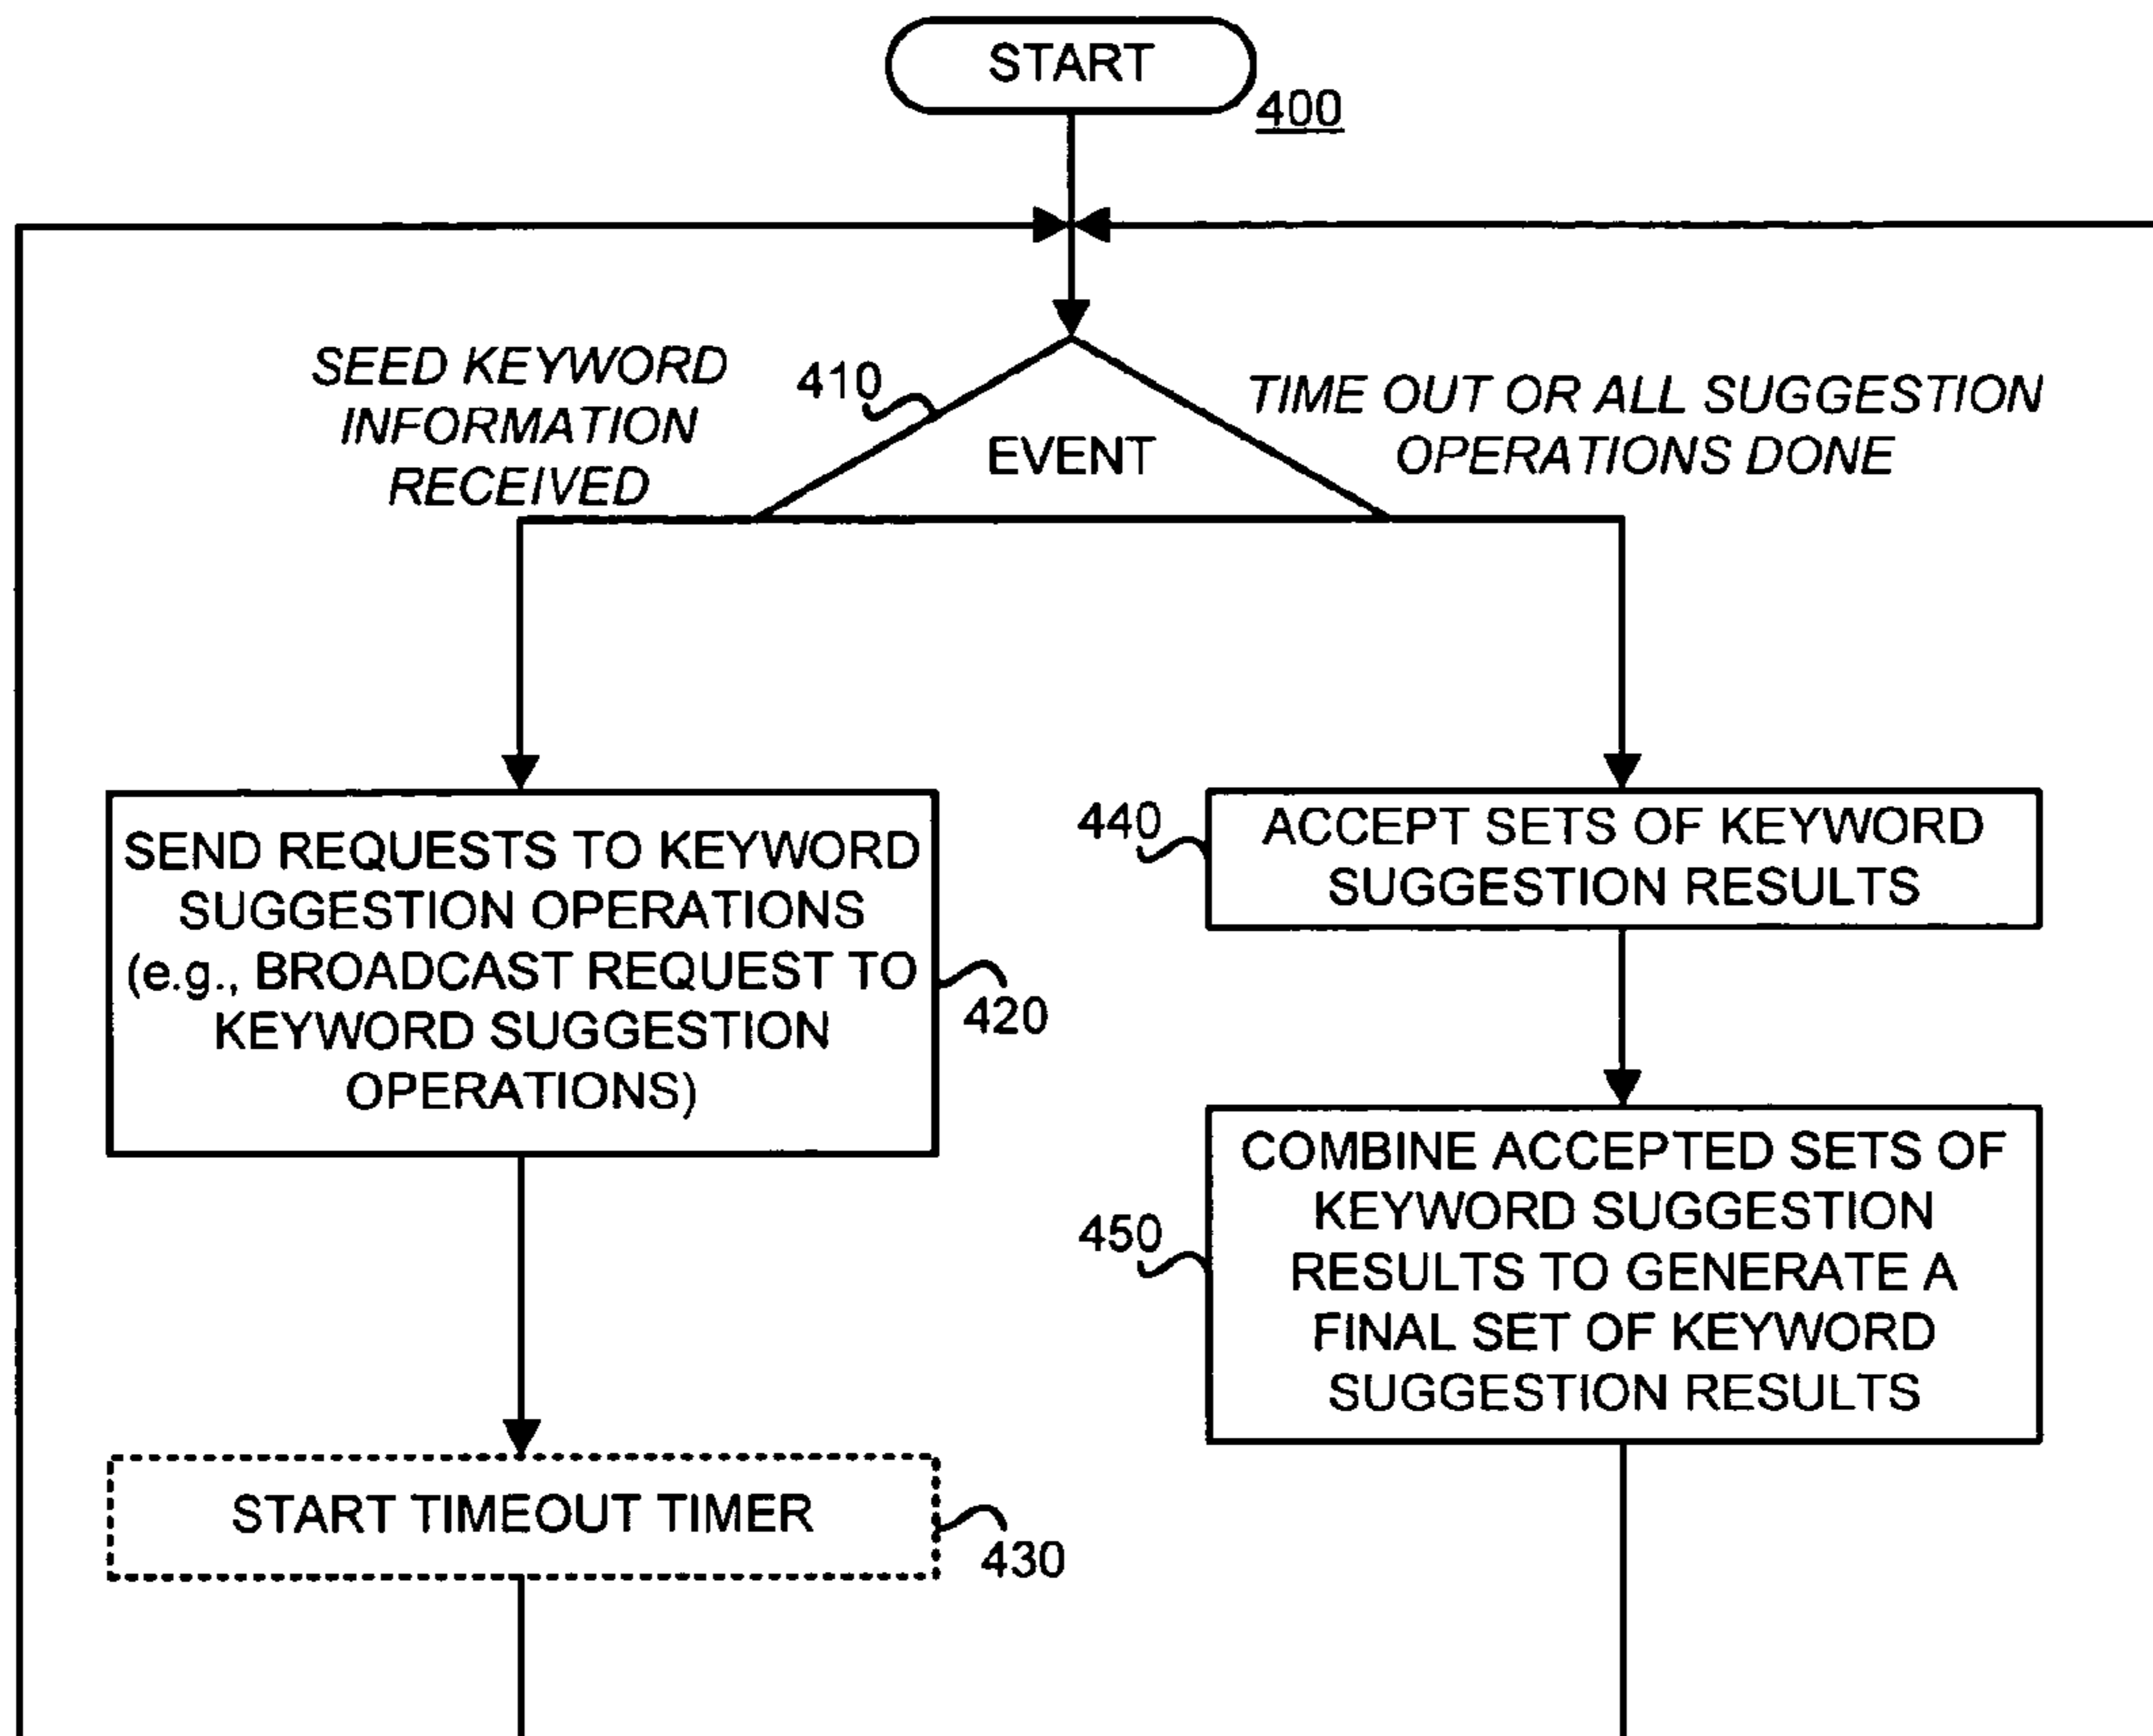 START
400
SEED KEYWORD
INFORMATION
RECEIVED
410
EVENT
TIME OUT OR ALL SUGGESTION
OPERATIONS DONE
SEND REQUESTS TO KEYWORD
SUGGESTION OPERATIONS
(e.g., BROADCAST REQUEST TO
KEYWORD SUGGESTION
OPERATIONS)
420
440
ACCEPT SETS OF KEYWORD
SUGGESTION RESULTS
450
COMBINE ACCEPTED SETS OF
KEYWORD SUGGESTION
RESULTS TO GENERATE A
FINAL SET OF KEYWORD
SUGGESTION RESULTS
START TIMEOUT TIMER
430